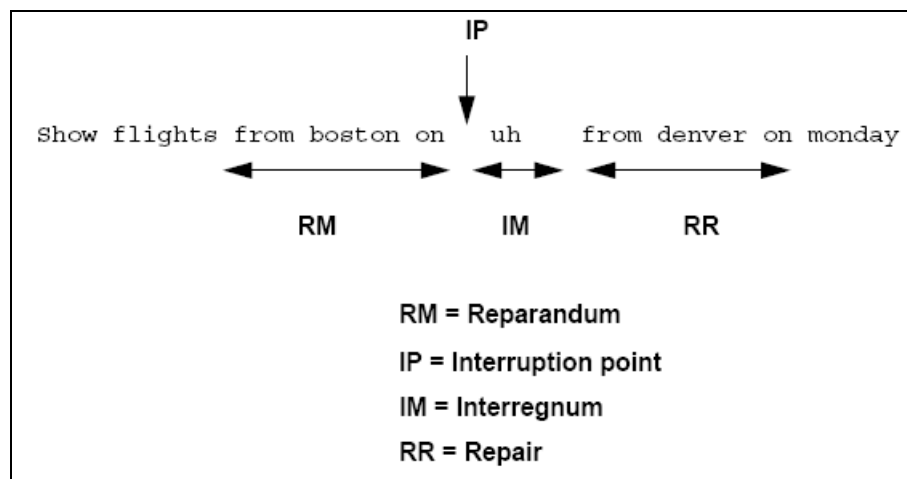 IP
Show flights from boston on uh from denver on monday
RM IM RR
RM = Reparandum
IP = Interruption point
IM = Interregnum
RR = Repair